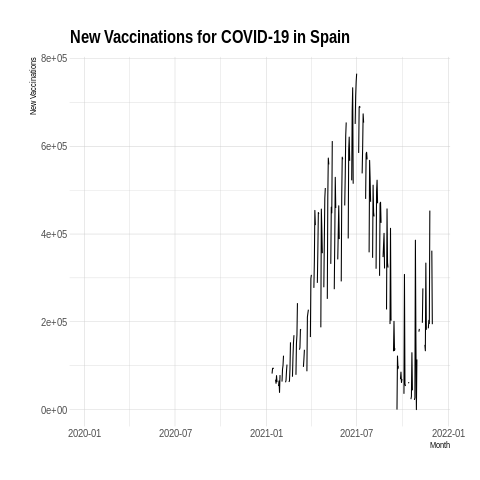 New Vaccinations for COVID-19 in Spain
New Vaccinations
8e+05
6e+05
4e+05
2e+05
0e+00
2020-01
2020-07
2021-01
2021-07
2022-01
Month